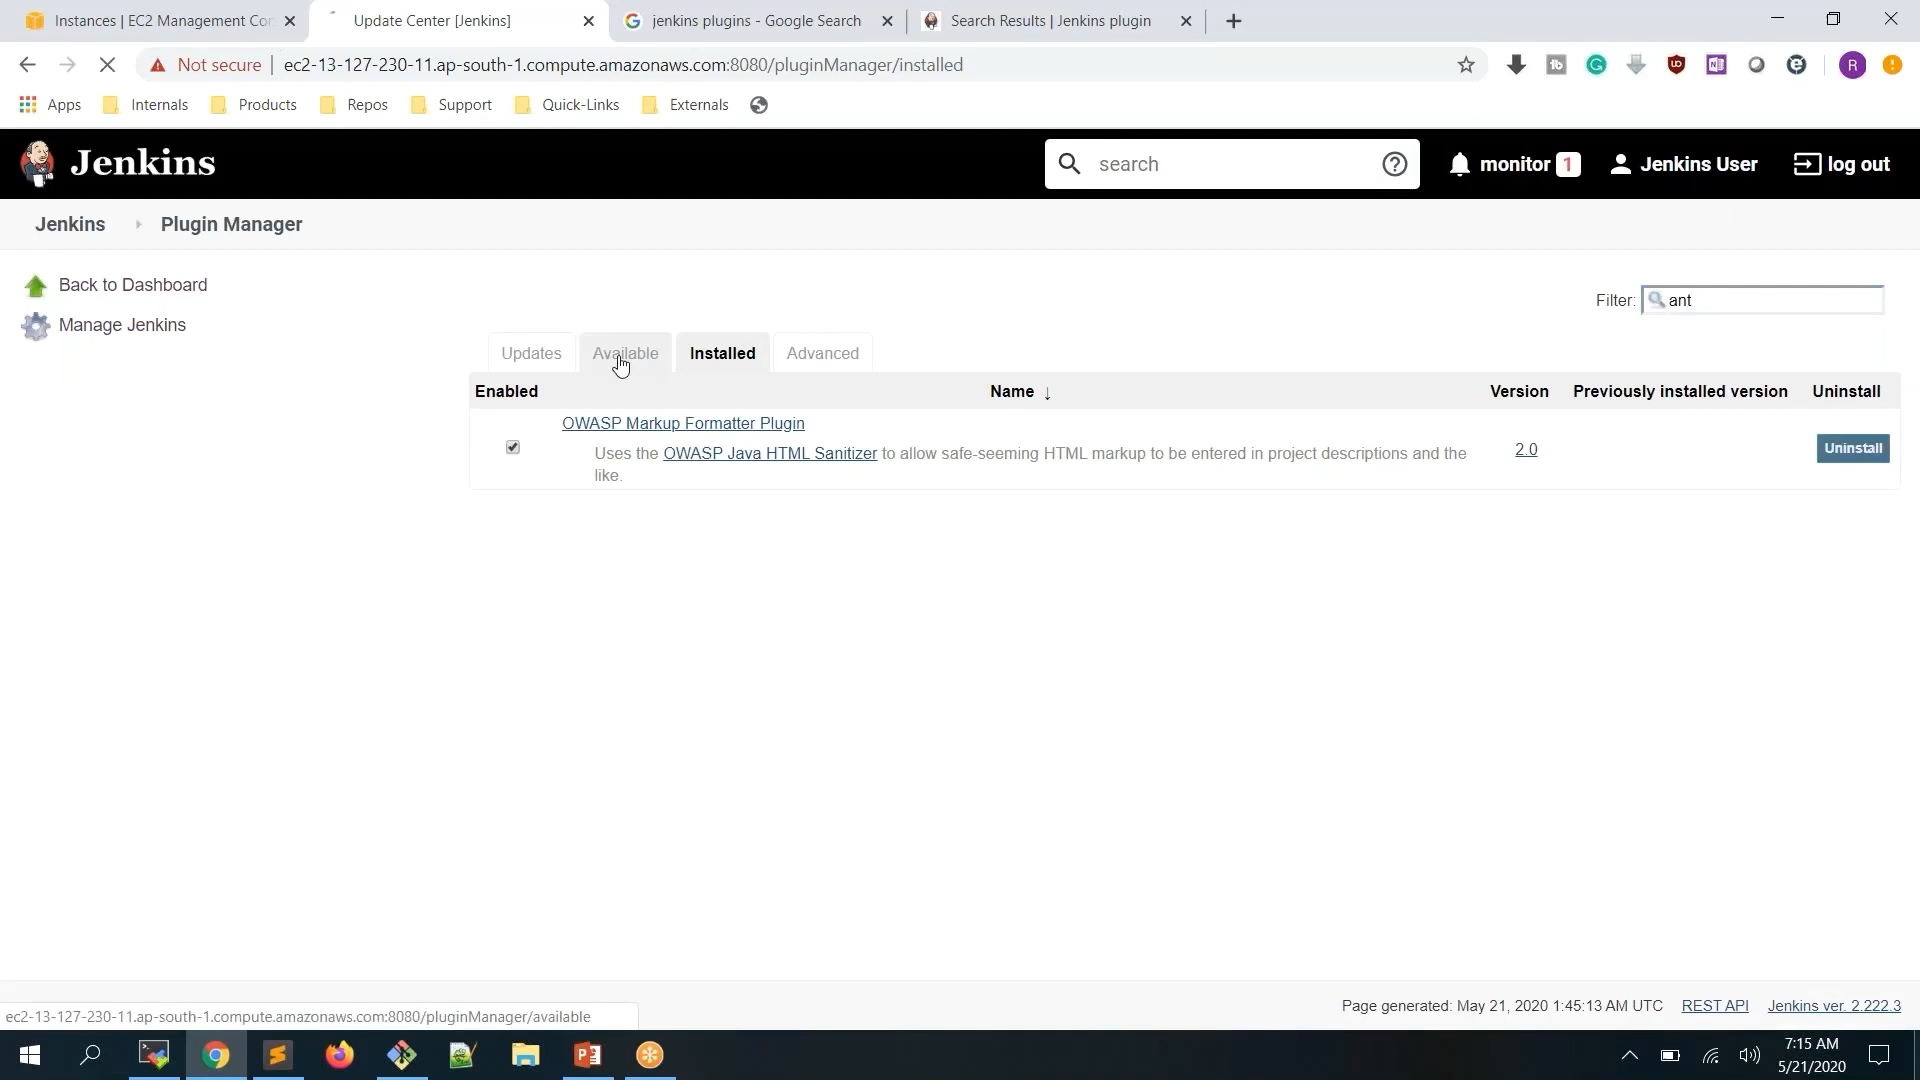 Instances | EC2 Management Con
Update Center [Jenkins]
jenkins plugins - Google Search
Search Results | Jenkins plugin
Not secure | ec2-13-127-230-11.ap-south-1.compute.amazonaws.com:8080/pluginManager/installed
R
Apps
Internals
Products
Repos
Support
Quick-Links
Externals
Jenkins
search
monitor 1
Jenkins User
log out
Jenkins
Plugin Manager
Back to Dashboard
Manage Jenkins
Filter: ant
Updates
Available
Installed
Advanced
Enabled
Name ↓
Version
Previously installed version
Uninstall
OWASP Markup Formatter Plugin
Uses the OWASP Java HTML Sanitizer to allow safe-seeming HTML markup to be entered in project descriptions and the
like.
2.0
Uninstall
Page generated: May 21, 2020 1:45:13 AM UTC
REST API
Jenkins ver. 2.222.3
ec2-13-127-230-11.ap-south-1.compute.amazonaws.com:8080/pluginManager/available
7:15 AM
5/21/2020